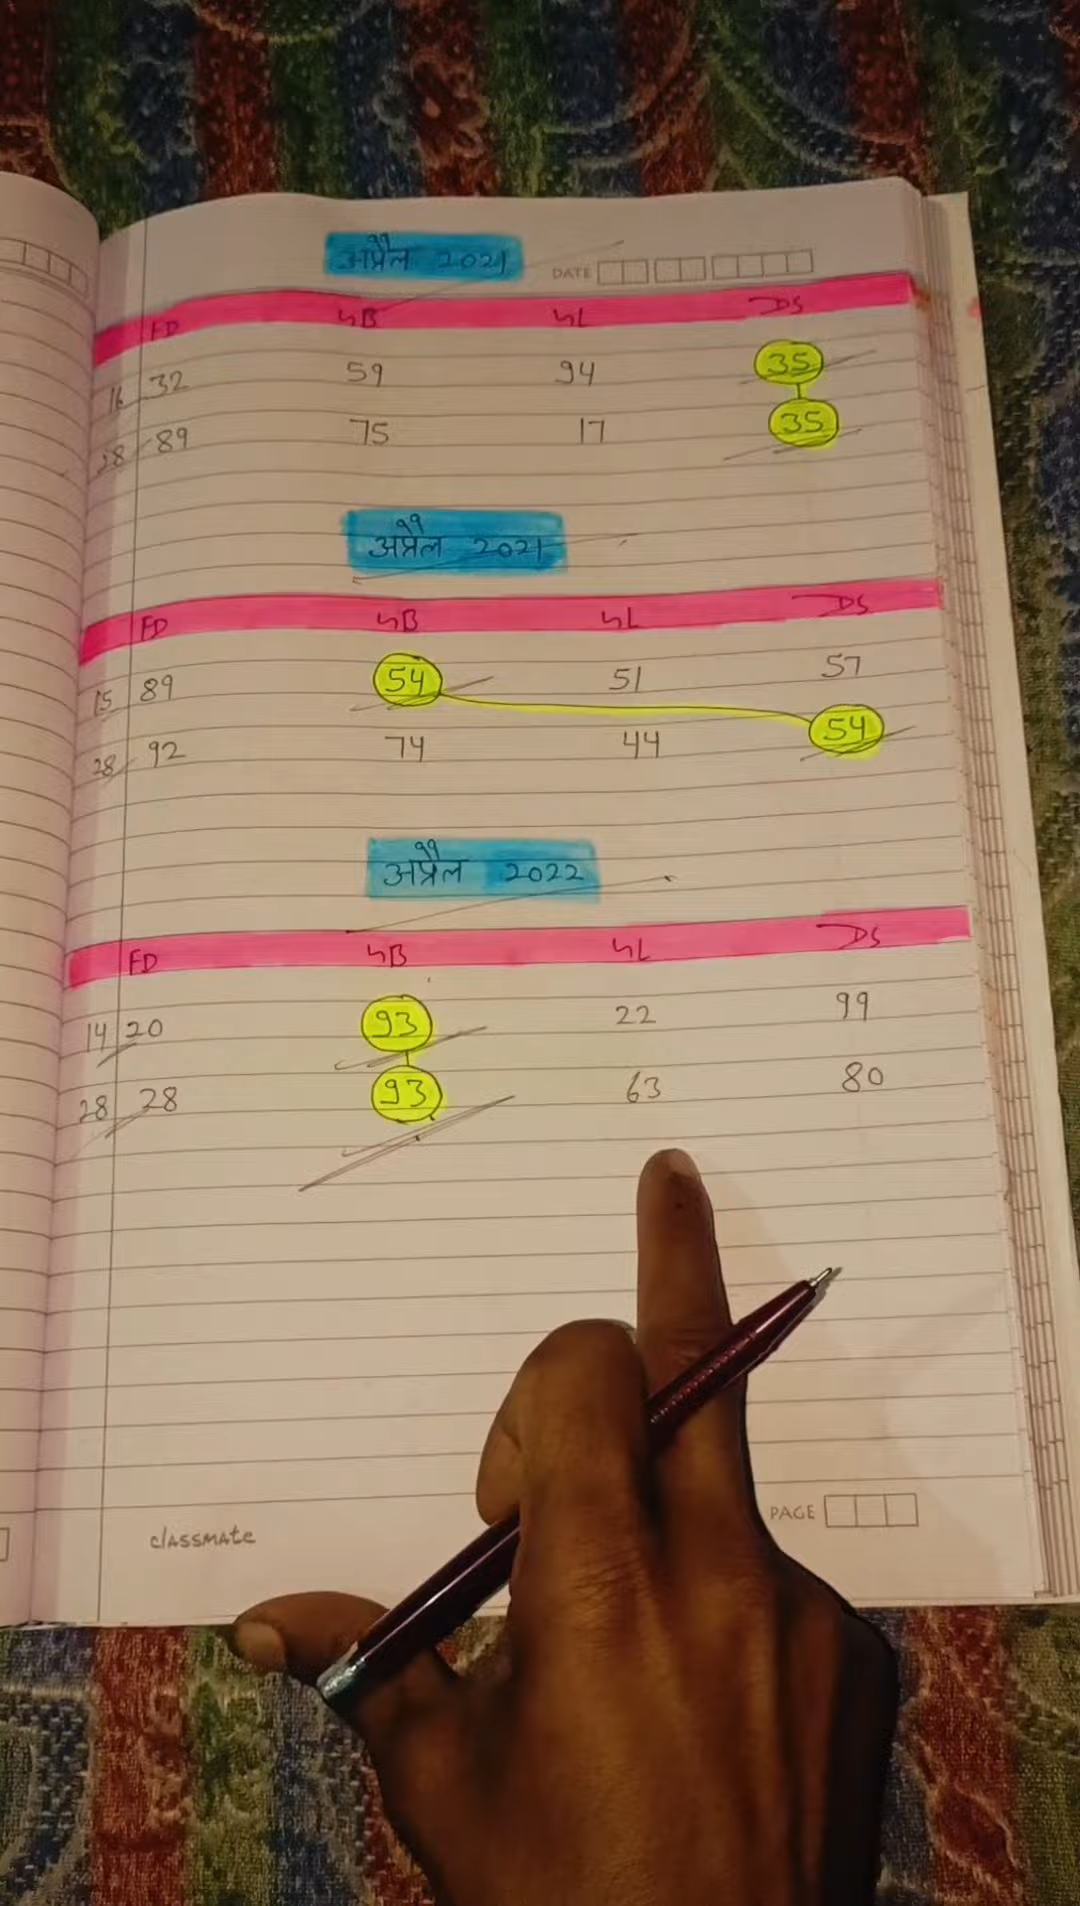 अप्रैल 2021
DATE
FD GB GL DS
16 32 59 94 35
28 89 75 17 35
अप्रैल 2021
FD GB GL DS
15 89 54 51 57
28 92 74 44 54
अप्रैल 2022
FD GB GL DS
14 20 93 22 99
28 28 93 63 80
PAGE
classmate